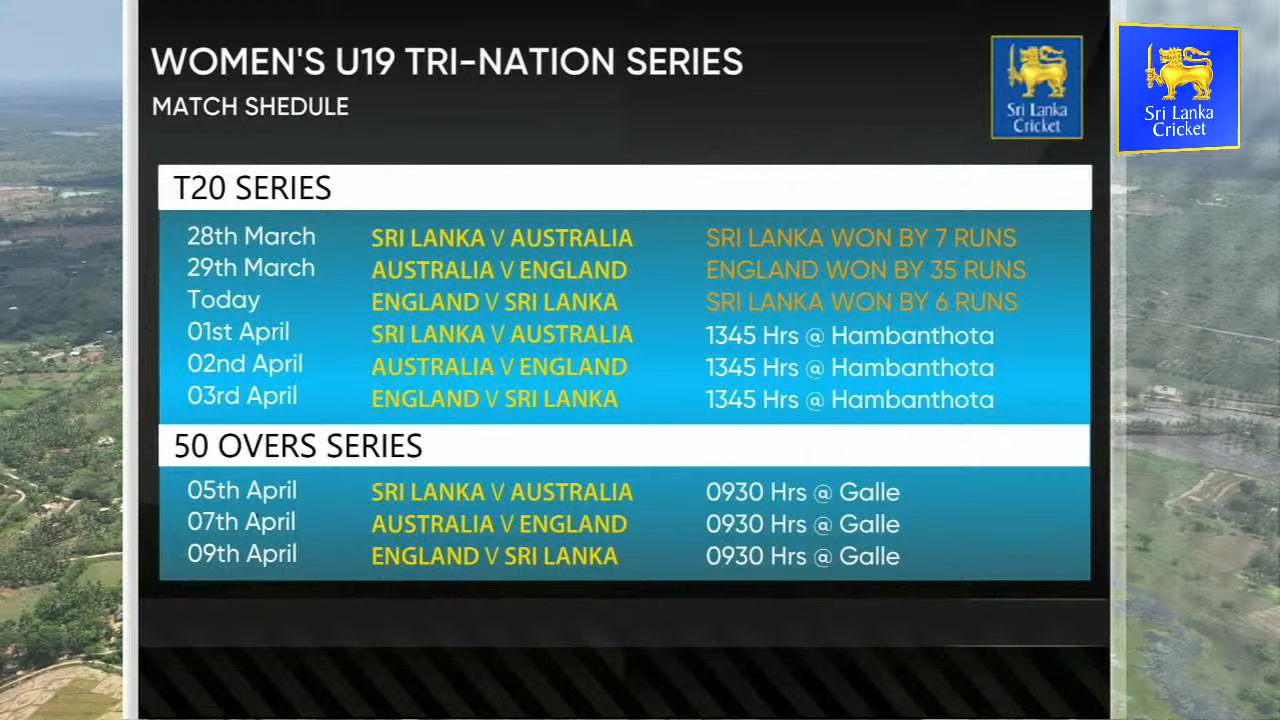 WOMEN'S U19 TRI-NATION SERIES
MATCH SHEDULE
Sri Lanka
Cricket
Sri Lanka
Cricket
T20 SERIES
28th March SRI LANKA V AUSTRALIA SRI LANKA WON BY 7 RUNS
29th March AUSTRALIA V ENGLAND ENGLAND WON BY 35 RUNS
Today ENGLAND V SRI LANKA SRI LANKA WON BY 6 RUNS
01st April SRI LANKA V AUSTRALIA 1345 Hrs @ Hambanthota
02nd April AUSTRALIA V ENGLAND 1345 Hrs @ Hambanthota
03rd April ENGLAND V SRI LANKA 1345 Hrs @ Hambanthota
50 OVERS SERIES
05th April SRI LANKA V AUSTRALIA 0930 Hrs @ Galle
07th April AUSTRALIA V ENGLAND 0930 Hrs @ Galle
09th April ENGLAND V SRI LANKA 0930 Hrs @ Galle